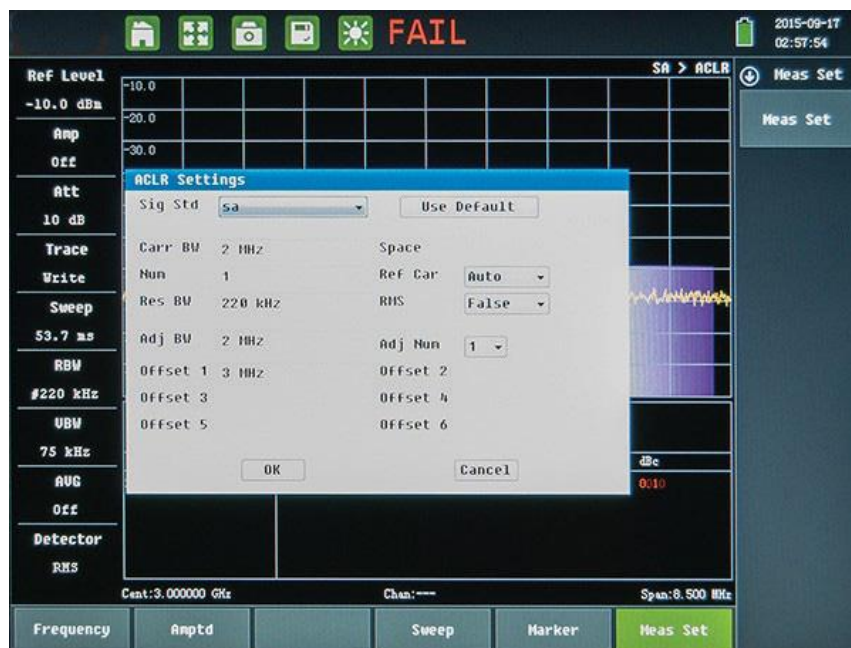 FAIL
2015-09-17
02:57:54
SA > ACLR
Meas Set
Meas Set
Ref Level
-10.0 dBm
Amp
Off
Att
10 dB
Trace
Write
Sweep
53.7 ms
RBW
#220 kHz
VBW
75 kHz
AVG
Off
Detector
RMS
-10.0
-20.0
-30.0
ACLR Settings
Sig Std sa Use Default
Carr BW 2 MHz Space
Num 1 Ref Car Auto
Res BW 220 kHz RMS False
Adj BW 2 MHz Adj Num 1
Offset 1 3 MHz Offset 2
Offset 3 Offset 4
Offset 5 Offset 6
OK Cancel
dBc
Cent:3.000000 GHz Chan:--- Span:8.500 MHz
Frequency Amptd Sweep Marker Meas Set